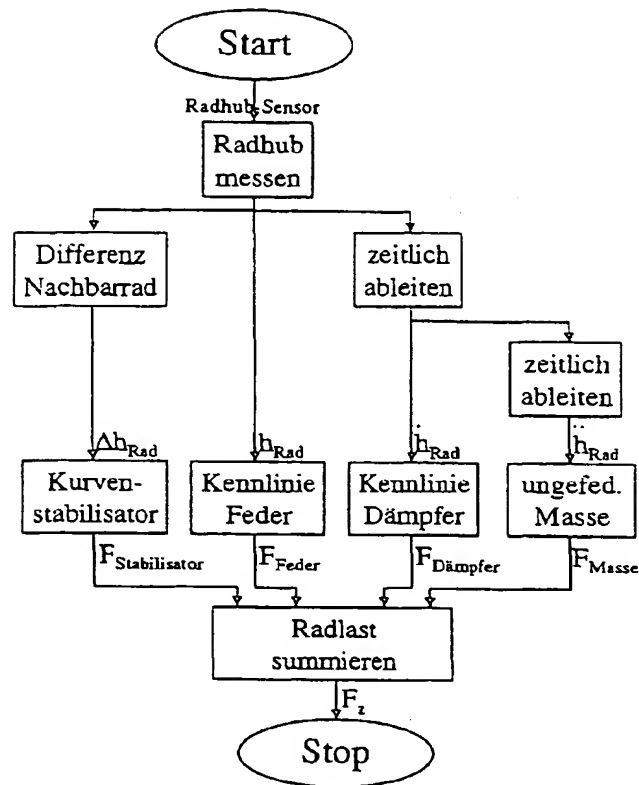 Start
Radhub-Sensor
Radhub
messen
Differenz
Nachbarrad
zeitlich
ableiten
zeitlich
ableiten
Δh_Rad
h_Rad
ḣ_Rad
ḧ_Rad
Kurven-
stabilisator
Kennlinie
Feder
Kennlinie
Dämpfer
ungefed.
Masse
F_Stabilisator
F_Feder
F_Dämpfer
F_Masse
Radlast
summieren
F_z
Stop